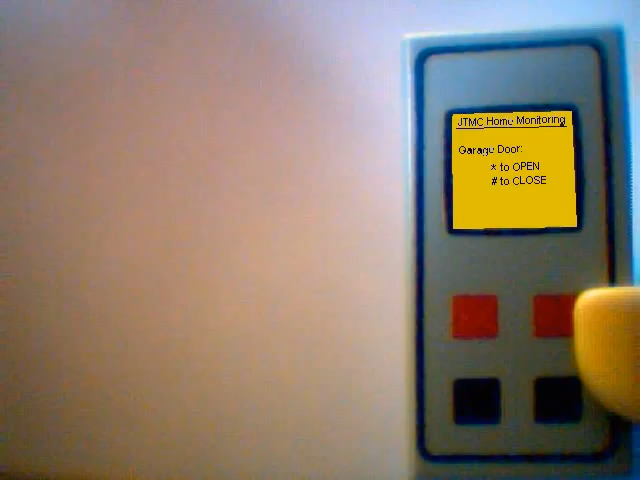 JTMC Home Monitoring
Garage Door:
* to OPEN
# to CLOSE